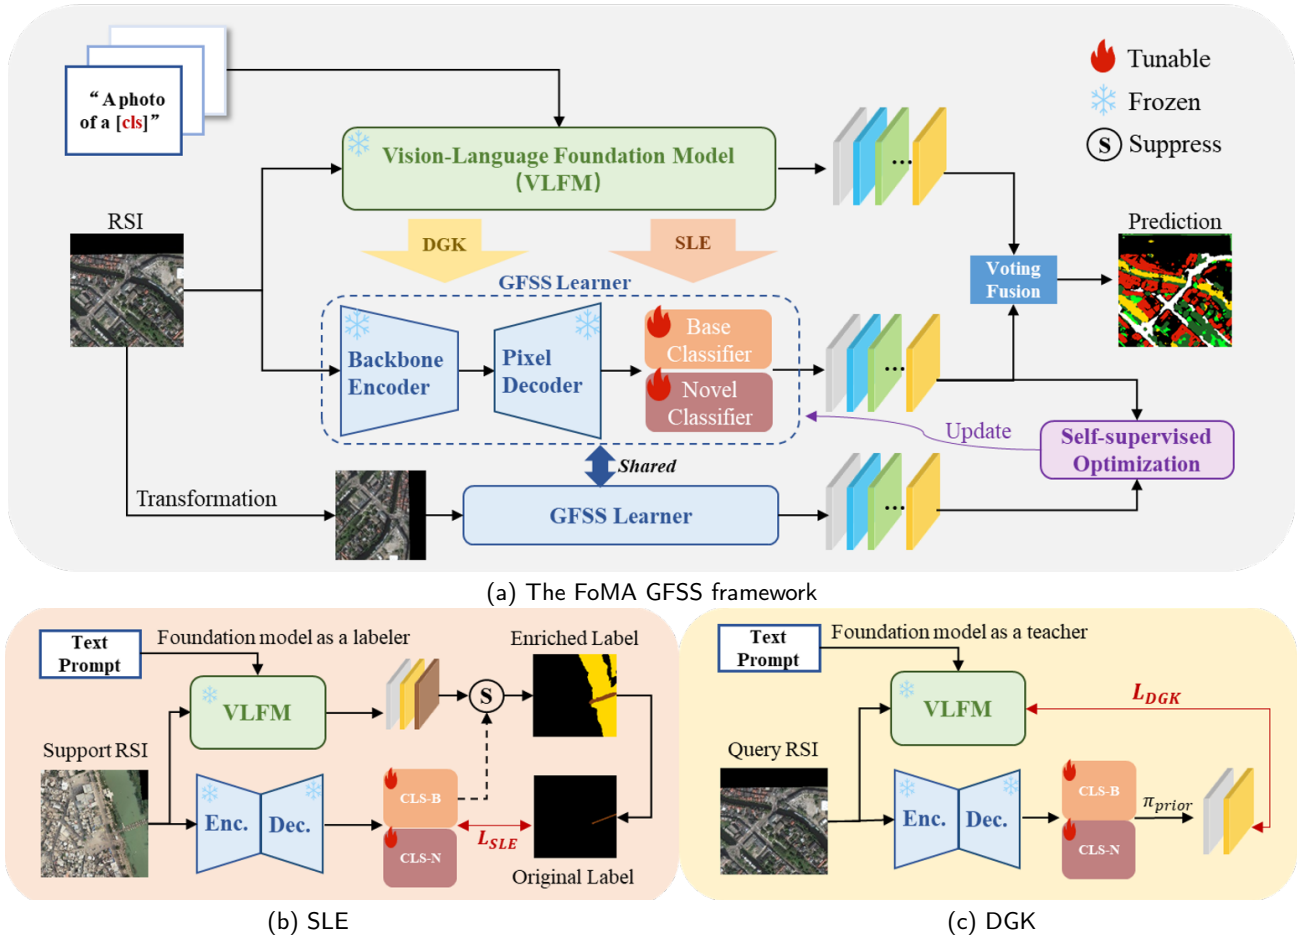 “ A photo
of a [cls]”
Tunable
Frozen
S
Suppress
Vision-Language Foundation Model
(VLFM)
RSI
DGK
SLE
Prediction
Voting
Fusion
GFSS Learner
Backbone
Encoder
Pixel
Decoder
Base
Classifier
Novel
Classifier
...
...
Update
Self-supervised
Optimization
Shared
Transformation
GFSS Learner
...
(a) The FoMA GFSS framework
Text
Prompt
Foundation model as a labeler
Enriched Label
VLFM
S
Support RSI
Enc.
Dec.
CLS-B
CLS-N
L_SLE
Original Label
(b) SLE
Text
Prompt
Foundation model as a teacher
VLFM
L_DGK
Query RSI
Enc.
Dec.
CLS-B
CLS-N
π_prior
(c) DGK